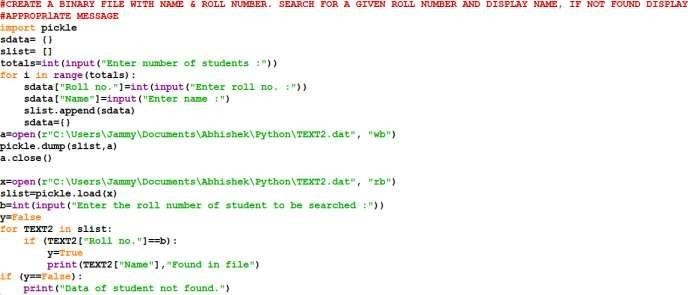 #CREATE A BINARY FILE WITH NAME & ROLL NUMBER. SEARCH FOR A GIVEN ROLL NUMBER AND DISPLAY NAME, IF NOT FOUND DISPLAY
#APPROPRlATE MESSAGE
import pickle
sdata= {}
slist= []
totals=int(input("Enter number of students :"))
for i in range(totals):
    sdata["Roll no."]=int(input("Enter roll no. :"))
    sdata["Name"]=input("Enter name :")
    slist.append(sdata)
    sdata={}
a=open(r"C:\Users\Jammy\Documents\Abhishek\Python\TEXT2.dat", "wb")
pickle.dump(slist,a)
a.close()

x=open(r"C:\Users\Jammy\Documents\Abhishek\Python\TEXT2.dat", "rb")
slist=pickle.load(x)
b=int(input("Enter the roll number of student to be searched :"))
y=False
for TEXT2 in slist:
    if (TEXT2["Roll no."]==b):
        y=True
        print(TEXT2["Name"],"Found in file")
if (y==False):
    print("Data of student not found.")